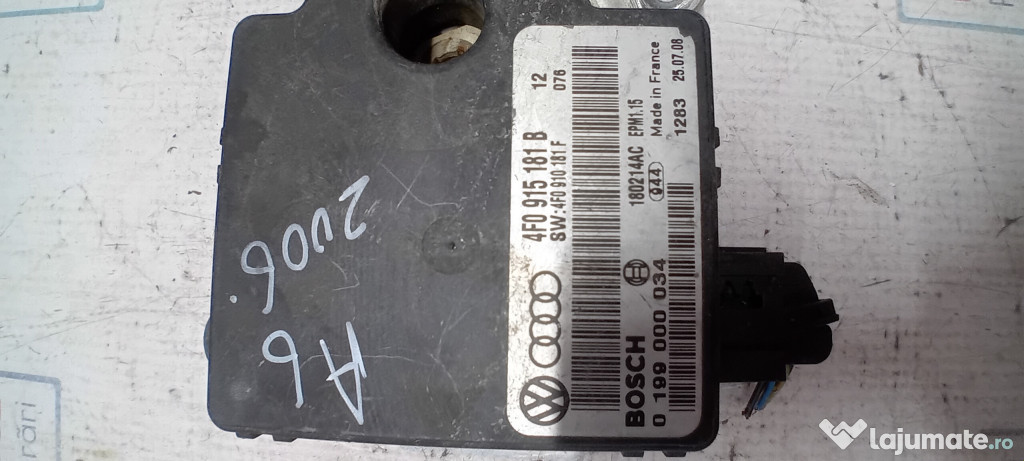 4F0 915 181 B 12
SW:4F0 910 181 F 076
180214AC EPM1.15
944 Made in France
1283 25.07.08
BOSCH
0 199 000 034
A6
2006.
lajumate.ro